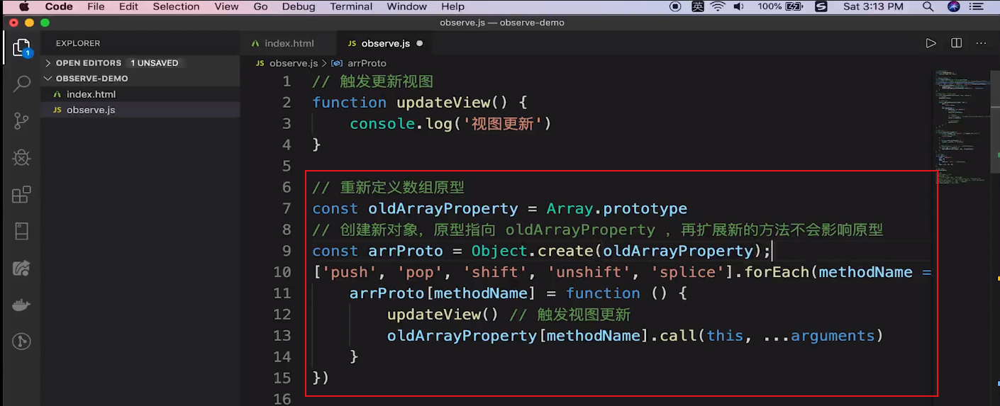 Code File Edit Selection View Go Debug Terminal Window Help 英 100% Sat 3:13 PM
observe.js — observe-demo
EXPLORER
OPEN EDITORS 1 UNSAVED
OBSERVE-DEMO
index.html
JS observe.js
1
index.html JS observe.js
JS observe.js > arrProto
1 // 触发更新视图
2 function updateView() {
3 console.log('视图更新')
4 }
5
6 // 重新定义数组原型
7 const oldArrayProperty = Array.prototype
8 // 创建新对象，原型指向 oldArrayProperty ，再扩展新的方法不会影响原型
9 const arrProto = Object.create(oldArrayProperty);
10 ['push', 'pop', 'shift', 'unshift', 'splice'].forEach(methodName =
11 arrProto[methodName] = function () {
12 updateView() // 触发视图更新
13 oldArrayProperty[methodName].call(this, ...arguments)
14 }
15 })
16